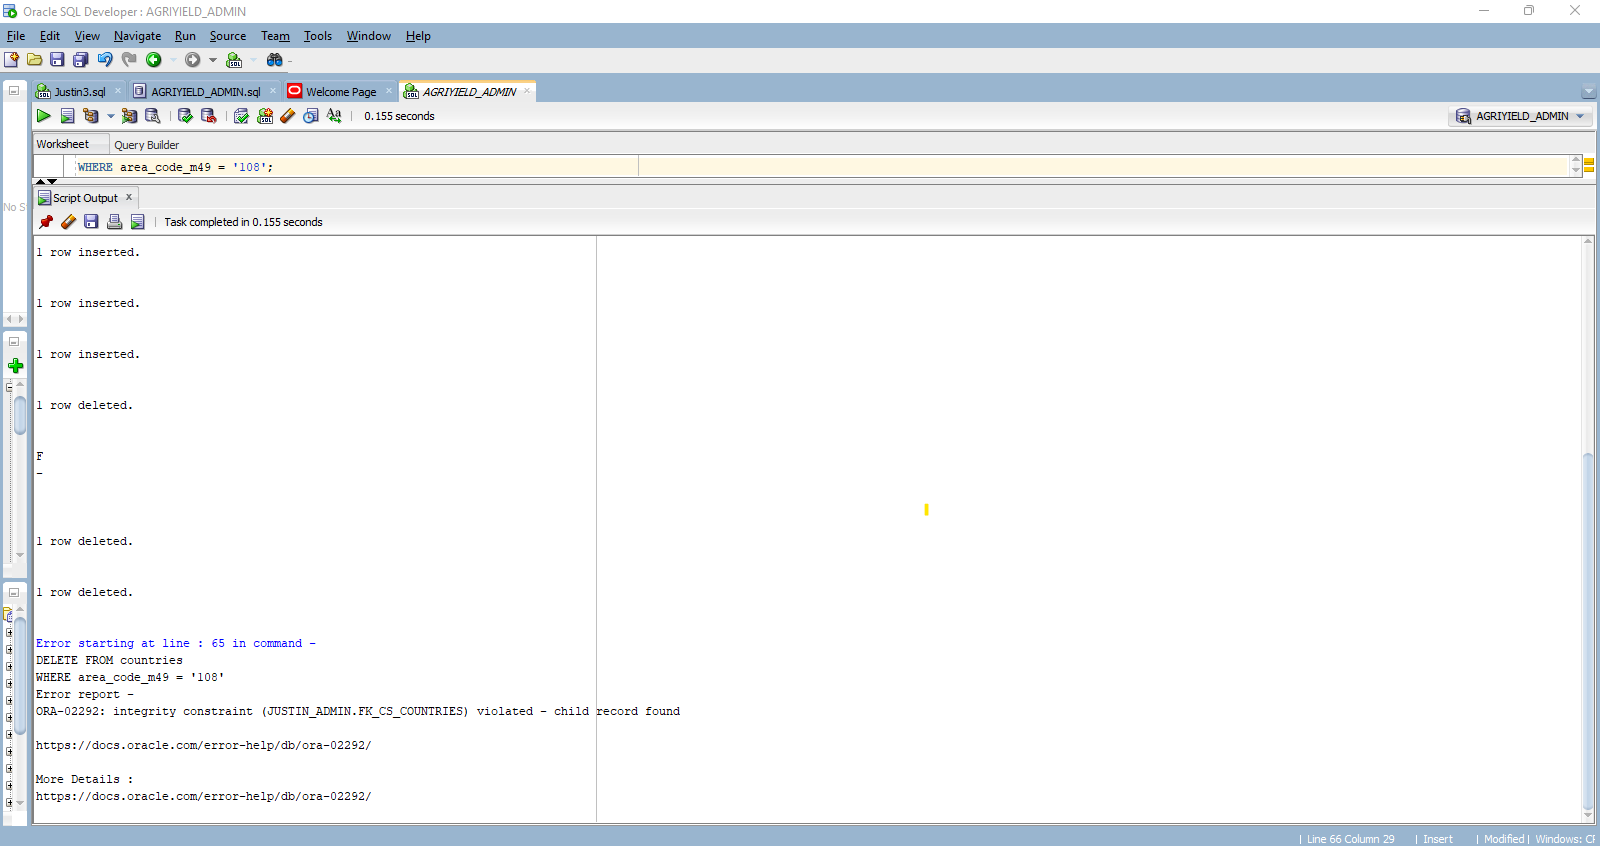 Oracle SQL Developer : AGRIYIELD_ADMIN
File Edit View Navigate Run Source Team Tools Window Help
Justin3.sql AGRIYIELD_ADMIN.sql Welcome Page AGRIYIELD_ADMIN
0.155 seconds AGRIYIELD_ADMIN
Worksheet Query Builder
WHERE area_code_m49 = '108';
Script Output
No S
Task completed in 0.155 seconds
1 row inserted.
1 row inserted.
1 row inserted.
1 row deleted.
F
-
1 row deleted.
1 row deleted.
Error starting at line : 65 in command -
DELETE FROM countries
WHERE area_code_m49 = '108'
Error report -
ORA-02292: integrity constraint (JUSTIN_ADMIN.FK_CS_COUNTRIES) violated - child record found
https://docs.oracle.com/error-help/db/ora-02292/
More Details :
https://docs.oracle.com/error-help/db/ora-02292/
| Line 66 Column 29 | Insert | Modified | Windows: CF